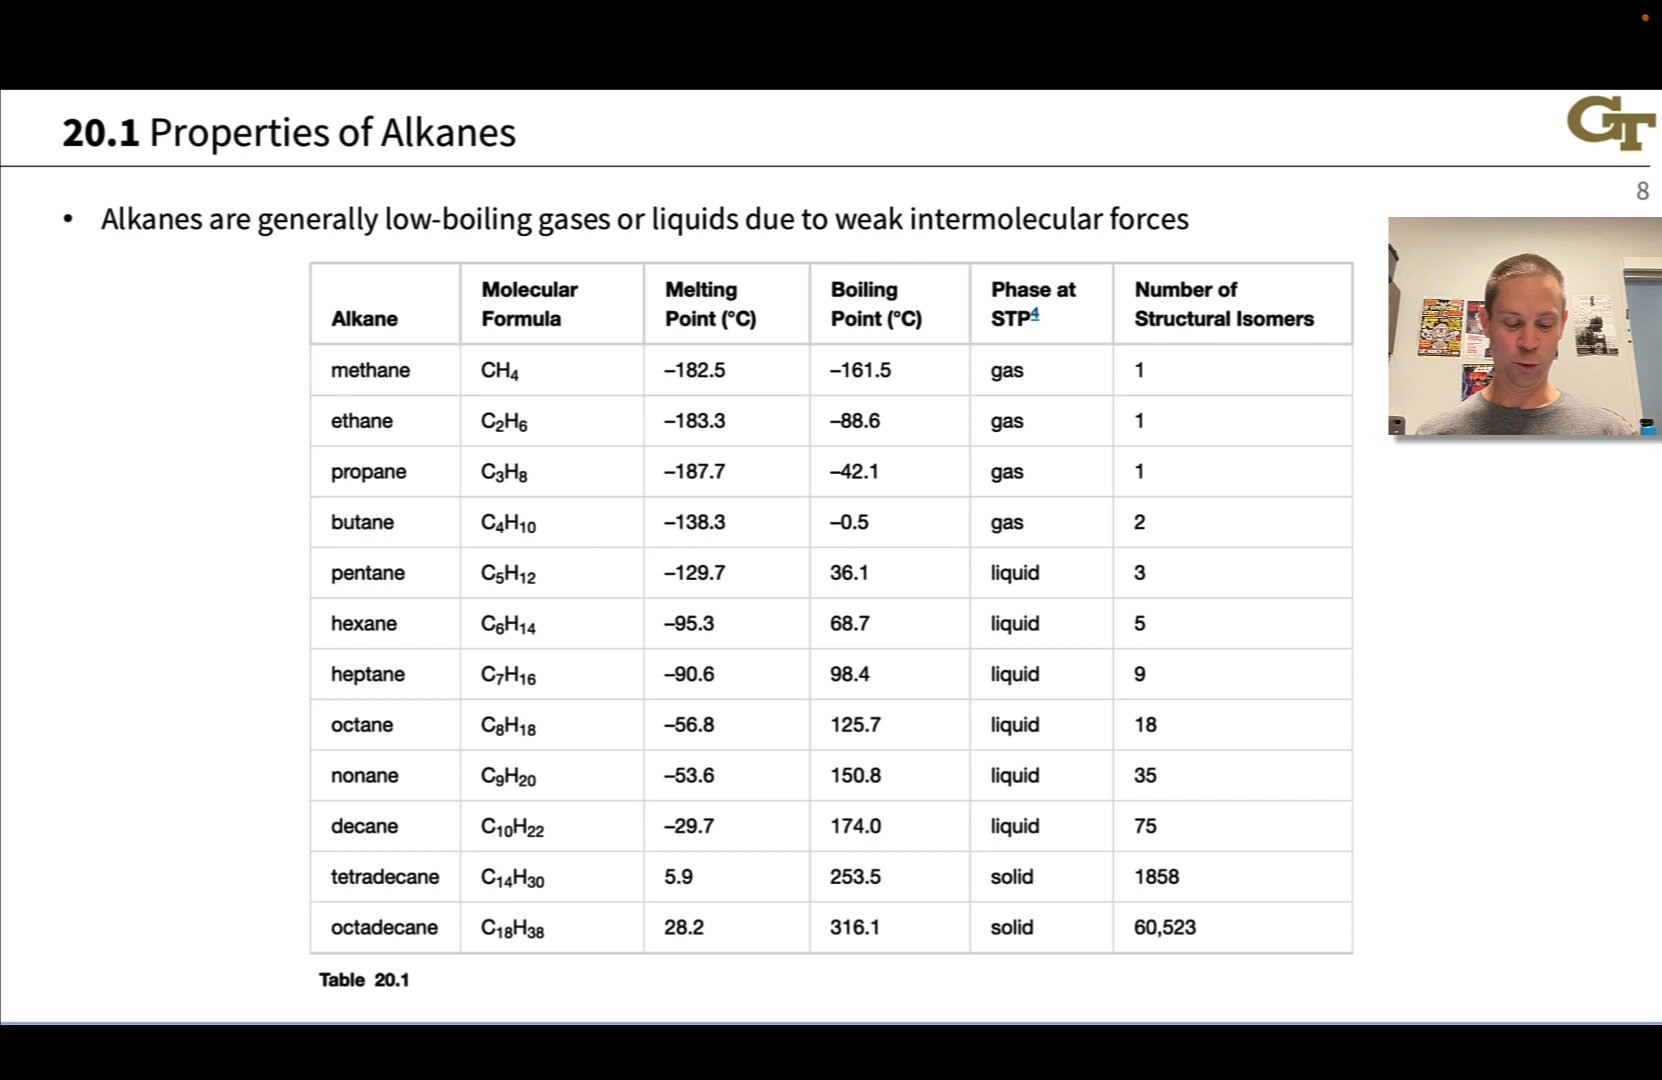 20.1 Properties of Alkanes
GT
8
• Alkanes are generally low-boiling gases or liquids due to weak intermolecular forces
Alkane | Molecular Formula | Melting Point (°C) | Boiling Point (°C) | Phase at STP⁴ | Number of Structural Isomers
methane | CH₄ | –182.5 | –161.5 | gas | 1
ethane | C₂H₆ | –183.3 | –88.6 | gas | 1
propane | C₃H₈ | –187.7 | –42.1 | gas | 1
butane | C₄H₁₀ | –138.3 | –0.5 | gas | 2
pentane | C₅H₁₂ | –129.7 | 36.1 | liquid | 3
hexane | C₆H₁₄ | –95.3 | 68.7 | liquid | 5
heptane | C₇H₁₆ | –90.6 | 98.4 | liquid | 9
octane | C₈H₁₈ | –56.8 | 125.7 | liquid | 18
nonane | C₉H₂₀ | –53.6 | 150.8 | liquid | 35
decane | C₁₀H₂₂ | –29.7 | 174.0 | liquid | 75
tetradecane | C₁₄H₃₀ | 5.9 | 253.5 | solid | 1858
octadecane | C₁₈H₃₈ | 28.2 | 316.1 | solid | 60,523
Table 20.1